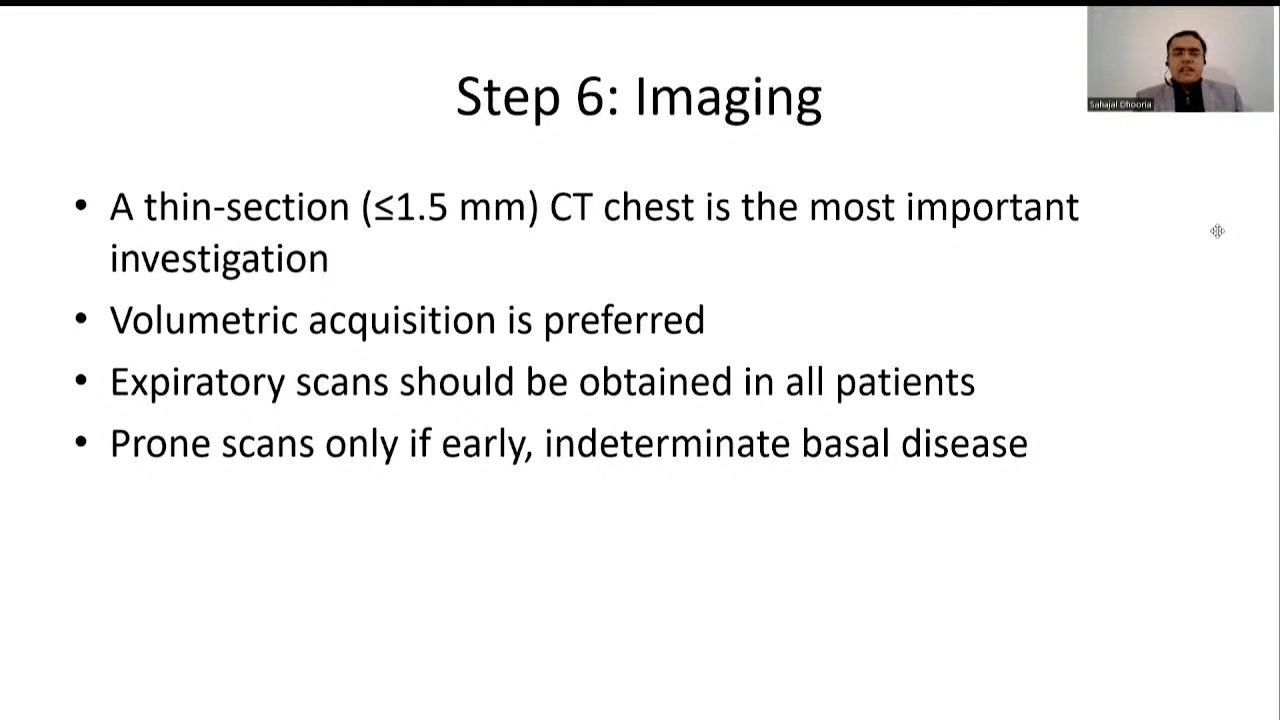 Step 6: Imaging
Sahajal Dhooria
• A thin-section (≤1.5 mm) CT chest is the most important
investigation
• Volumetric acquisition is preferred
• Expiratory scans should be obtained in all patients
• Prone scans only if early, indeterminate basal disease